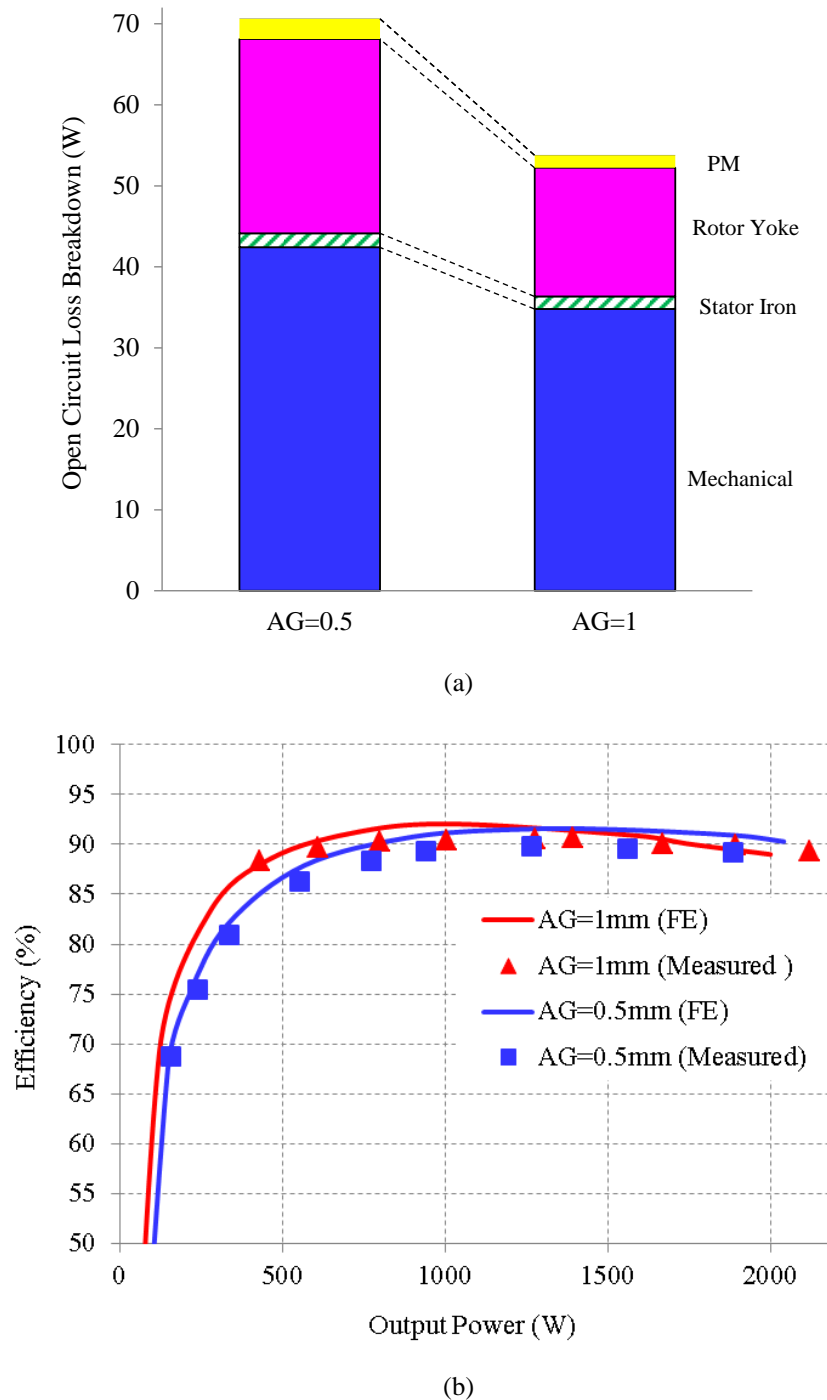 70
60
50
40
30
20
10
0
Open Circuit Loss Breakdown (W)
PM
Rotor Yoke
Stator Iron
Mechanical
AG=0.5
AG=1
(a)
100
95
90
85
80
75
70
65
60
55
50
Efficiency (%)
AG=1mm (FE)
AG=1mm (Measured )
AG=0.5mm (FE)
AG=0.5mm (Measured)
0
500
1000
1500
2000
Output Power (W)
(b)